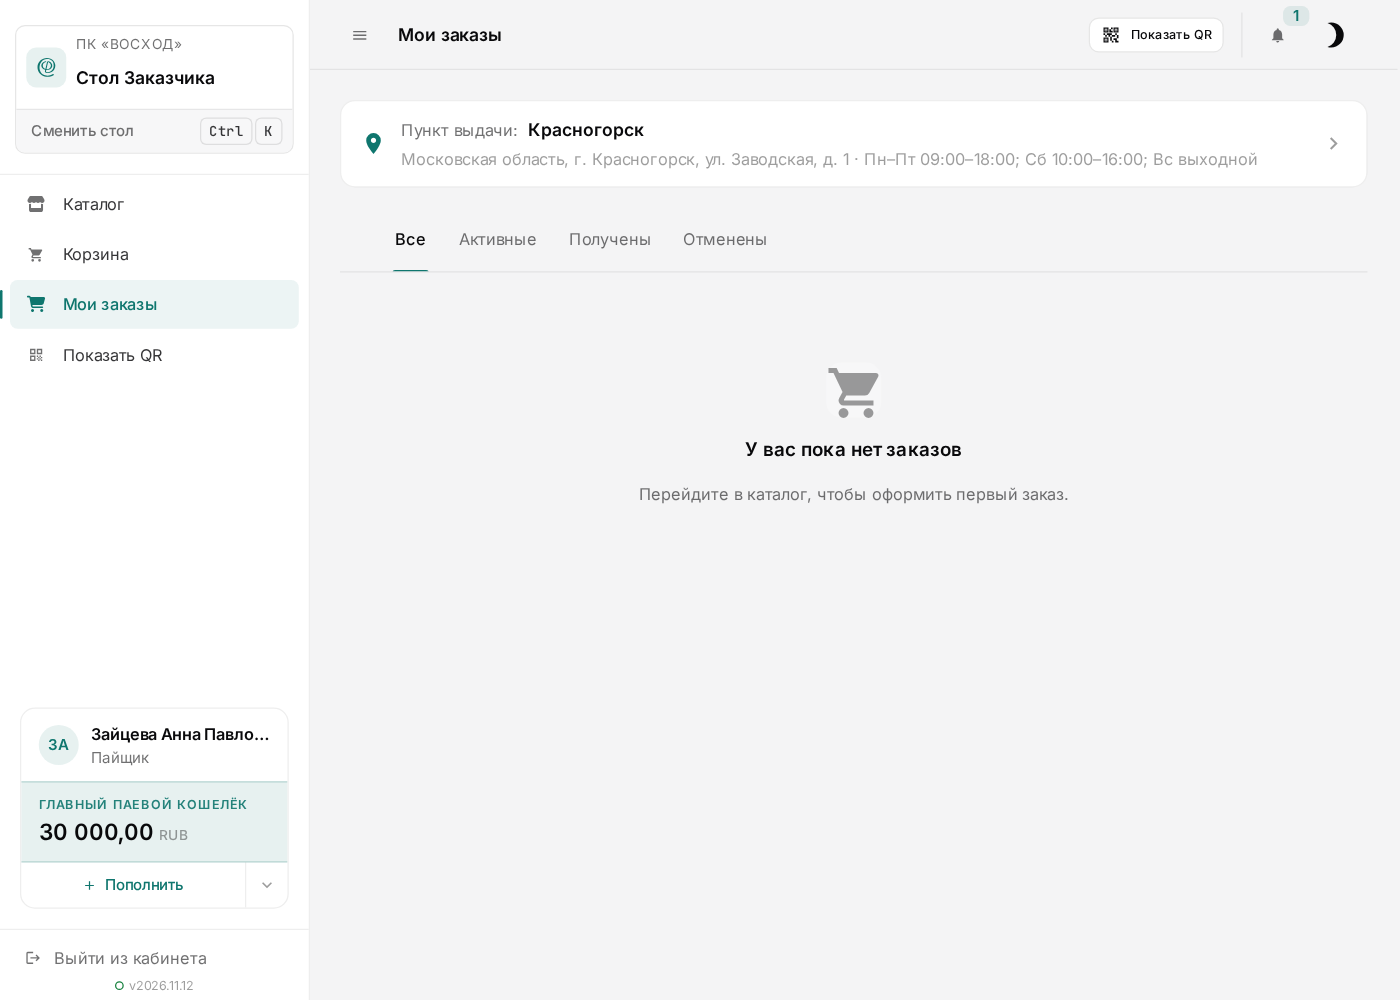 ПК «ВОСХОД»
Стол Заказчика
Сменить стол Ctrl K
Каталог
Корзина
Мои заказы
Показать QR
ЗА
Зайцева Анна Павло...
Пайщик
ГЛАВНЫЙ ПАЕВОЙ КОШЕЛЁК
30 000,00 RUB
+ Пополнить
Выйти из кабинета
v2026.11.12
Мои заказы
Показать QR
1
Пункт выдачи: Красногорск
Московская область, г. Красногорск, ул. Заводская, д. 1 · Пн–Пт 09:00–18:00; Сб 10:00–16:00; Вс выходной
Все Активные Получены Отменены
У вас пока нет заказов
Перейдите в каталог, чтобы оформить первый заказ.